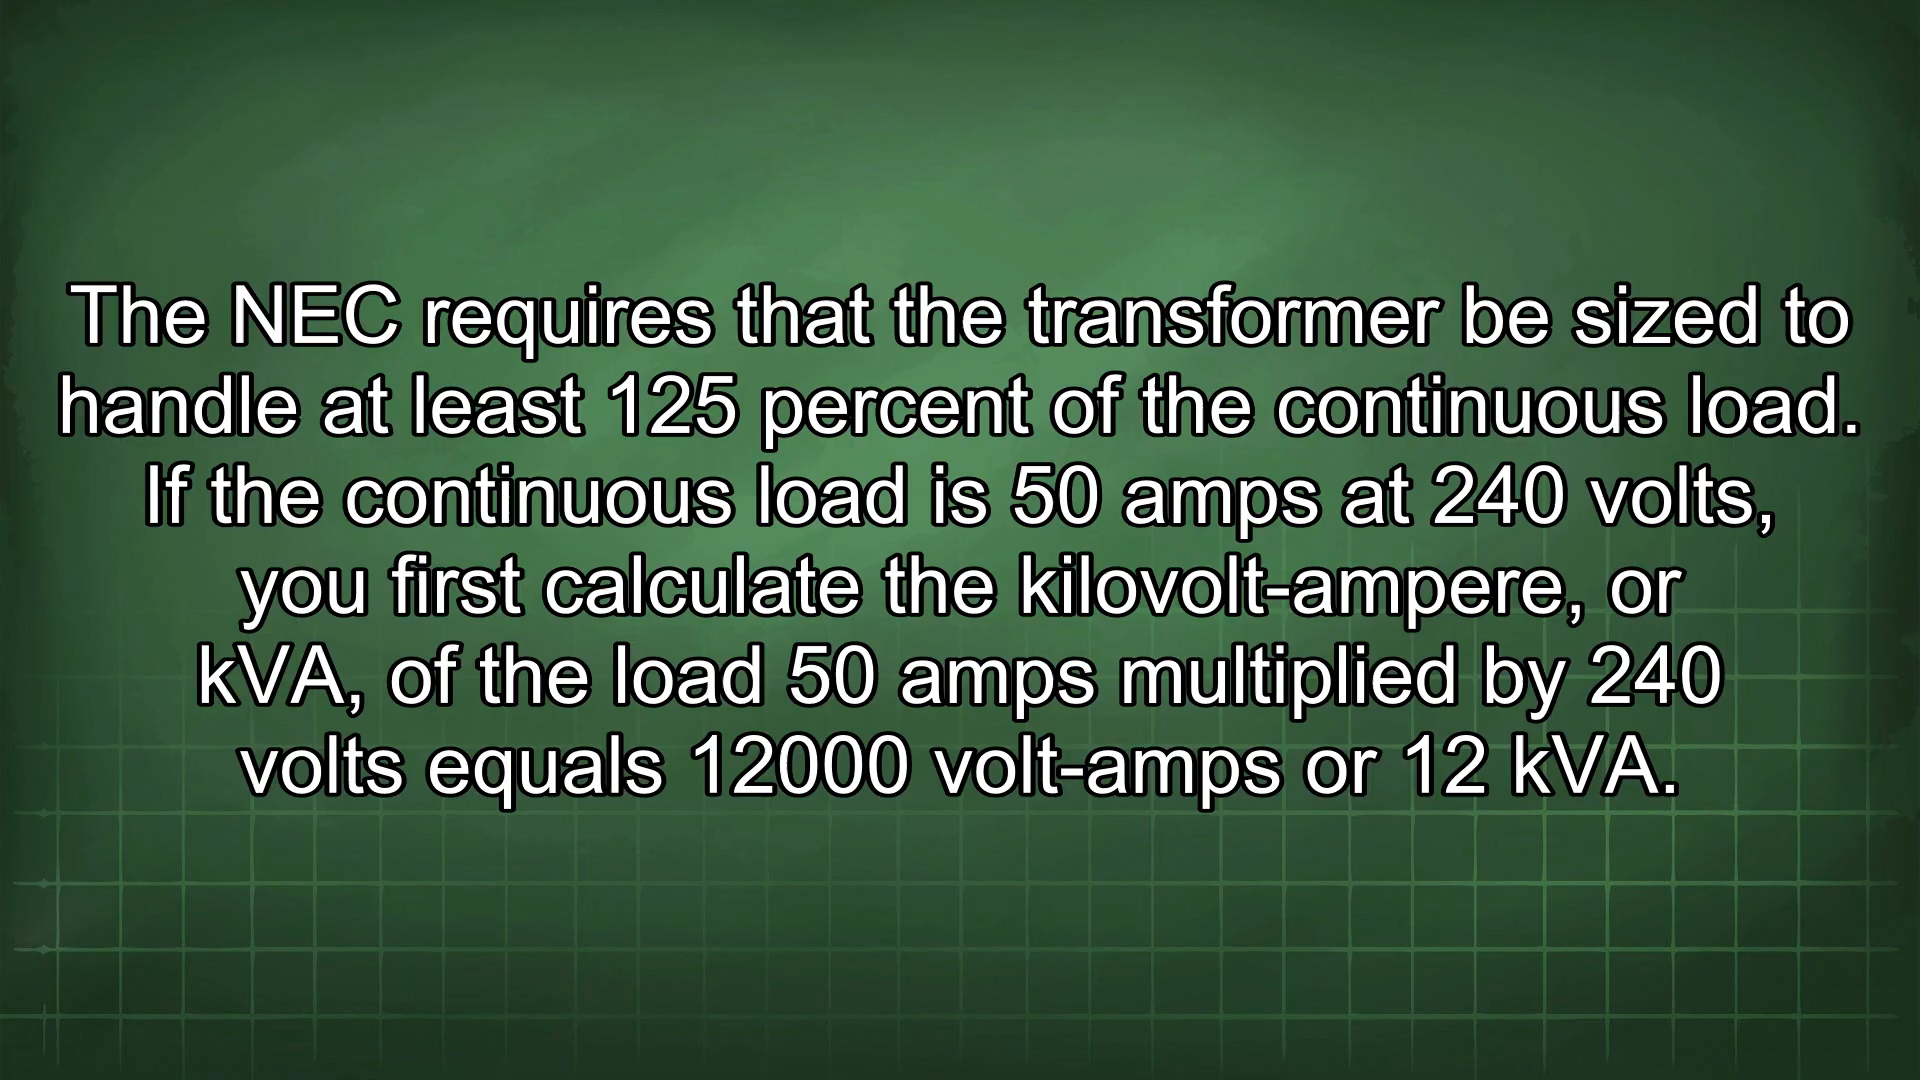 The NEC requires that the transformer be sized to
handle at least 125 percent of the continuous load.
If the continuous load is 50 amps at 240 volts,
you first calculate the kilovolt-ampere, or
kVA, of the load 50 amps multiplied by 240
volts equals 12000 volt-amps or 12 kVA.